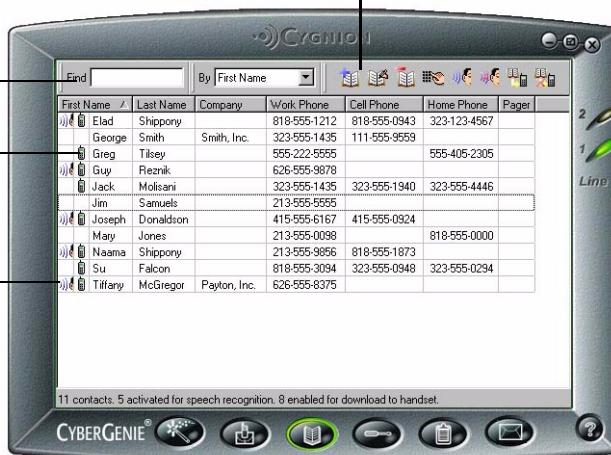 CYGNION
Find By First Name
First Name Last Name Company Work Phone Cell Phone Home Phone Pager
Elad Shippony 818-555-1212 818-555-0943 323-123-4567
George Smith Smith, Inc. 323-555-1435 111-555-9559
Greg Tilsey 555-222-5555 555-405-2305
Guy Reznik 626-555-9878
Jack Molisani 323-555-1435 323-555-1940 323-555-4446
Jim Samuels 213-555-5555
Joseph Donaldson 415-555-6167 415-555-0924
Mary Jones 213-555-0098 818-555-0000
Naama Shippony 213-555-9856 818-555-1873
Su Falcon 818-555-3094 323-555-0948 323-555-0294
Tiffany McGregor Payton, Inc. 626-555-8375
2
1
Line
11 contacts. 5 activated for speech recognition. 8 enabled for download to handset.
CYBERGENIE® ?